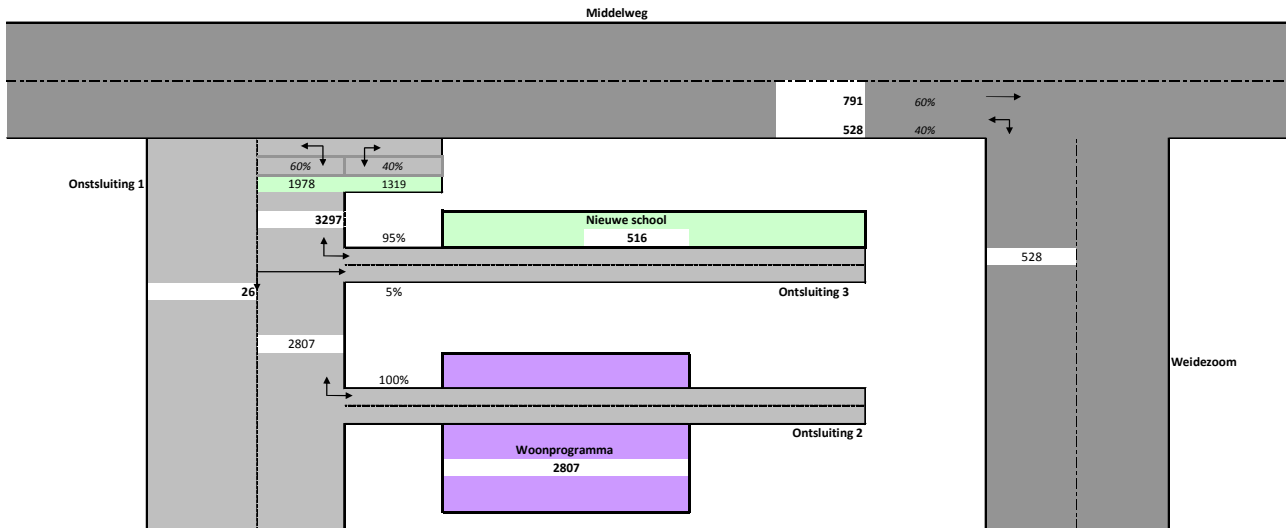 Middelweg
791 60%
528 40%
60% 40%
Onstsluiting 1 1978 1319
3297
Nieuwe school
95% 516
528
26 5% Ontsluiting 3
2807
Weidezoom
100%
Ontsluiting 2
Woonprogramma
2807